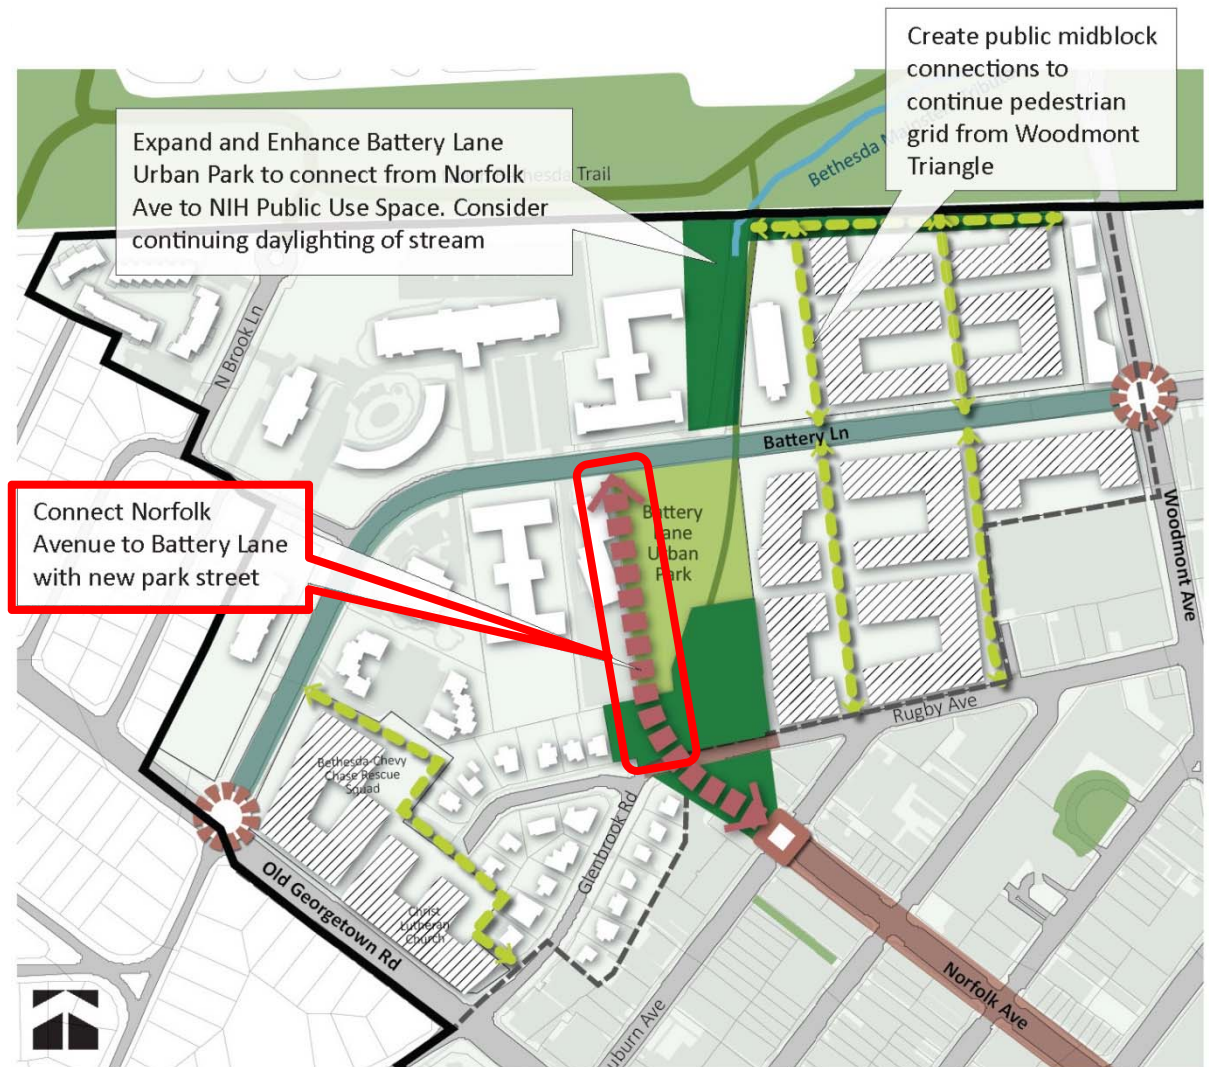 Create public midblock
connections to
continue pedestrian
grid from Woodmont
Triangle
Expand and Enhance Battery Lane
Urban Park to connect from Norfolk
Ave to NIH Public Use Space. Consider
continuing daylighting of stream
Trail
Bethesda
N Brook Ln
Battery Ln
Connect Norfolk
Avenue to Battery Lane
with new park street
Battery
Lane
Urban
Park
Woodmont Ave
Rugby Ave
Bethesda-Chevy
Chase Rescue
Squad
Glenbrook Rd
Old Georgetown Rd
Christ
Lutheran
Church
Norfolk Ave
uburn Ave